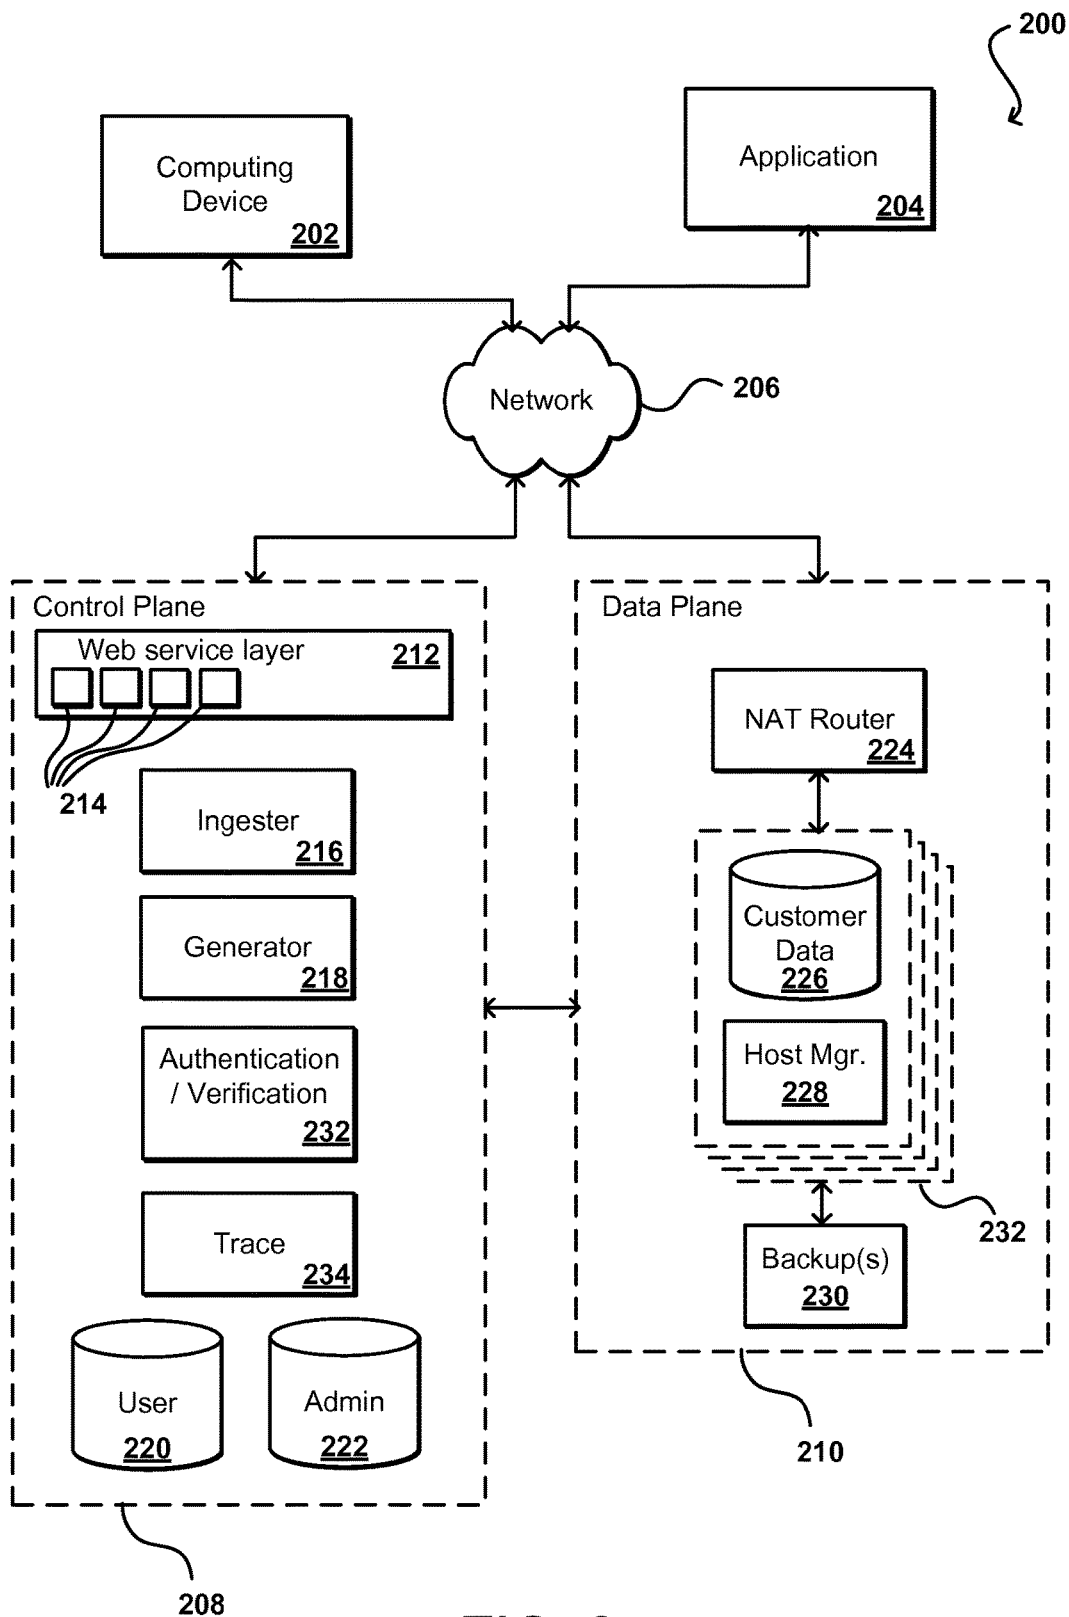 200
Computing
Device
202
Application
204
Network
206
Control Plane
Web service layer
212
214
Ingester
216
Generator
218
Authentication
/ Verification
232
Trace
234
User
220
Admin
222
208
Data Plane
NAT Router
224
Customer
Data
226
Host Mgr.
228
232
Backup(s)
230
210